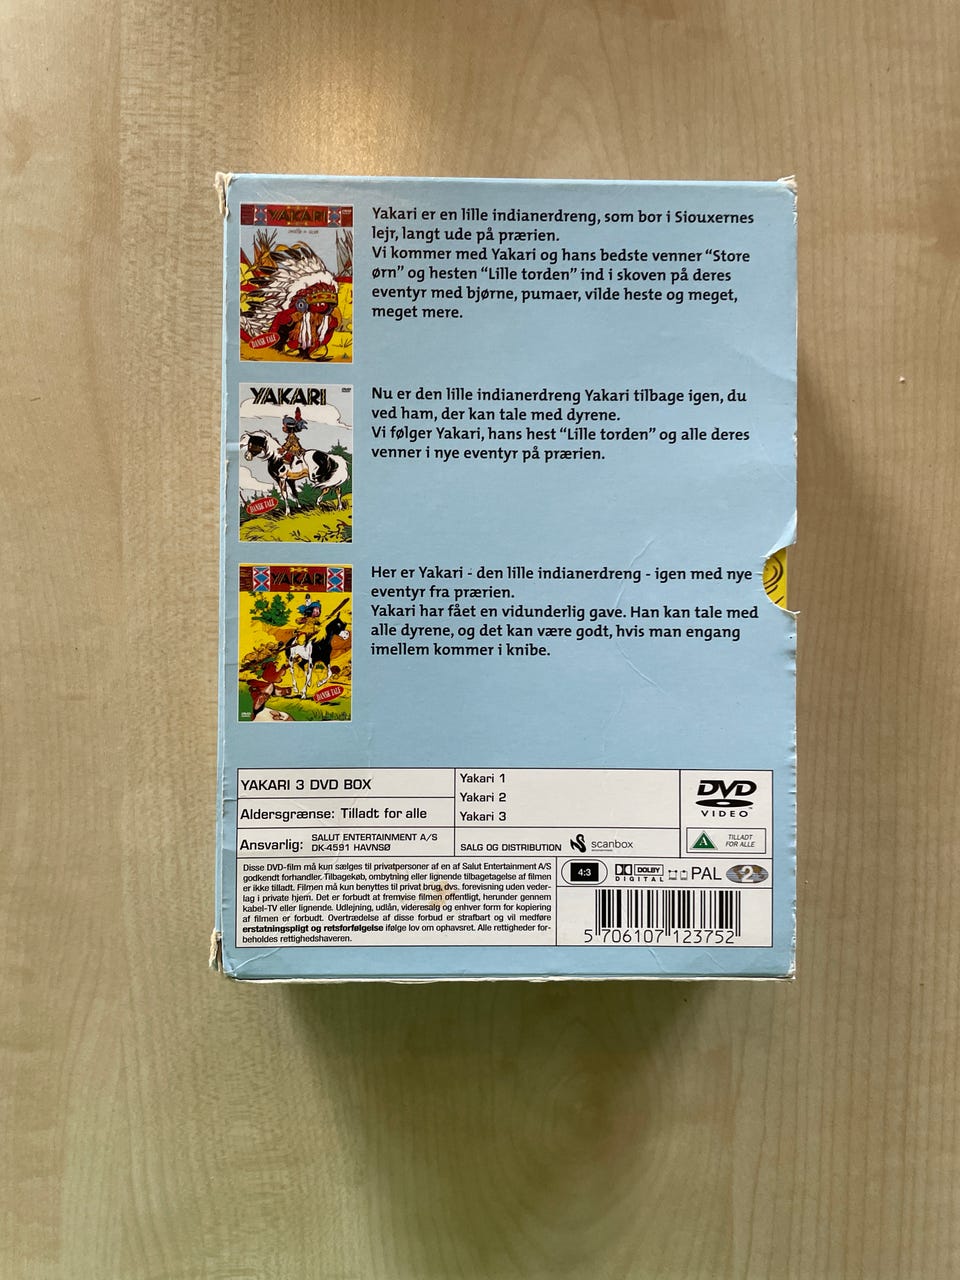 YAKARI
DANSK TALE
Yakari er en lille indianerdreng, som bor i Siouxernes
lejr, langt ude på prærien.
Vi kommer med Yakari og hans bedste venner “Store
ørn” og hesten “Lille torden” ind i skoven på deres
eventyr med bjørne, pumaer, vilde heste og meget,
meget mere.
YAKARI
DANSK TALE
Nu er den lille indianerdreng Yakari tilbage igen, du
ved ham, der kan tale med dyrene.
Vi følger Yakari, hans hest “Lille torden” og alle deres
venner i nye eventyr på prærien.
YAKARI
DANSK TALE
Her er Yakari - den lille indianerdreng - igen med nye
eventyr fra prærien.
Yakari har fået en vidunderlig gave. Han kan tale med
alle dyrene, og det kan være godt, hvis man engang
imellem kommer i knibe.
YAKARI 3 DVD BOX
Aldersgrænse: Tilladt for alle
Ansvarlig: SALUT ENTERTAINMENT A/S
DK-4591 HAVNSØ
Yakari 1
Yakari 2
Yakari 3
SALG OG DISTRIBUTION scanbox
DVD
VIDEO
A TILLADT
FOR ALLE
Disse DVD-film må kun sælges til privatpersoner af en af Salut Entertainment A/S
godkendt forhandler. Tilbagekøb, ombytning eller lignende tilbagetagelse af filmen
er ikke tilladt. Filmen må kun benyttes til privat brug, dvs. forevisning uden veder-
lag i private hjem. Det er forbudt at fremvise filmen offentligt, herunder gennem
kabel-TV eller lignende. Udlejning, udlån, videresalg og enhver form for kopiering
af filmen er forbudt. Overtrædelse af disse forbud er strafbart og vil medføre
erstatningspligt og retsforfølgelse ifølge lov om ophavsret. Alle rettigheder for-
beholdes rettighedshaveren.
4:3
DOLBY
DIGITAL
PAL
2
5 706107 123752